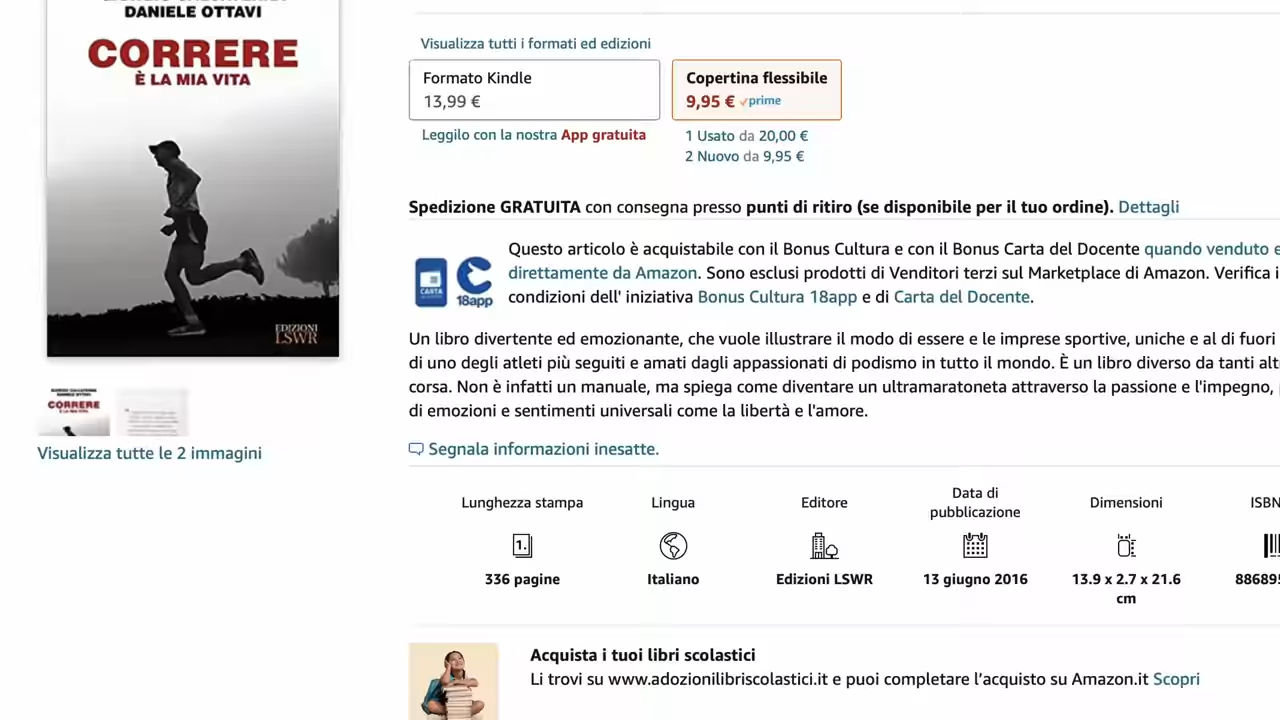 DANIELE OTTAVI
CORRERE
È LA MIA VITA
EDIZIONI
LSWR
CORRERE
È LA MIA VITA
Visualizza tutte le 2 immagini
Visualizza tutti i formati ed edizioni
Formato Kindle
13,99 €
Copertina flessibile
9,95 € prime
Leggilo con la nostra App gratuita
1 Usato da 20,00 €
2 Nuovo da 9,95 €
Spedizione GRATUITA con consegna presso punti di ritiro (se disponibile per il tuo ordine). Dettagli
CARTA
18app
Questo articolo è acquistabile con il Bonus Cultura e con il Bonus Carta del Docente quando venduto e
direttamente da Amazon. Sono esclusi prodotti di Venditori terzi sul Marketplace di Amazon. Verifica i
condizioni dell' iniziativa Bonus Cultura 18app e di Carta del Docente.
Un libro divertente ed emozionante, che vuole illustrare il modo di essere e le imprese sportive, uniche e al di fuori
di uno degli atleti più seguiti e amati dagli appassionati di podismo in tutto il mondo. È un libro diverso da tanti
corsa. Non è infatti un manuale, ma spiega come diventare un ultramaratoneta attraverso la passione e l'impegno,
di emozioni e sentimenti universali come la libertà e l'amore.
Segnala informazioni inesatte.
Lunghezza stampa
336 pagine
Lingua
Italiano
Editore
Edizioni LSWR
Data di
pubblicazione
13 giugno 2016
Dimensioni
13.9 x 2.7 x 21.6
cm
ISBN
886895
Acquista i tuoi libri scolastici
Li trovi su www.adozionilibriscolastici.it e puoi completare l'acquisto su Amazon.it Scopri